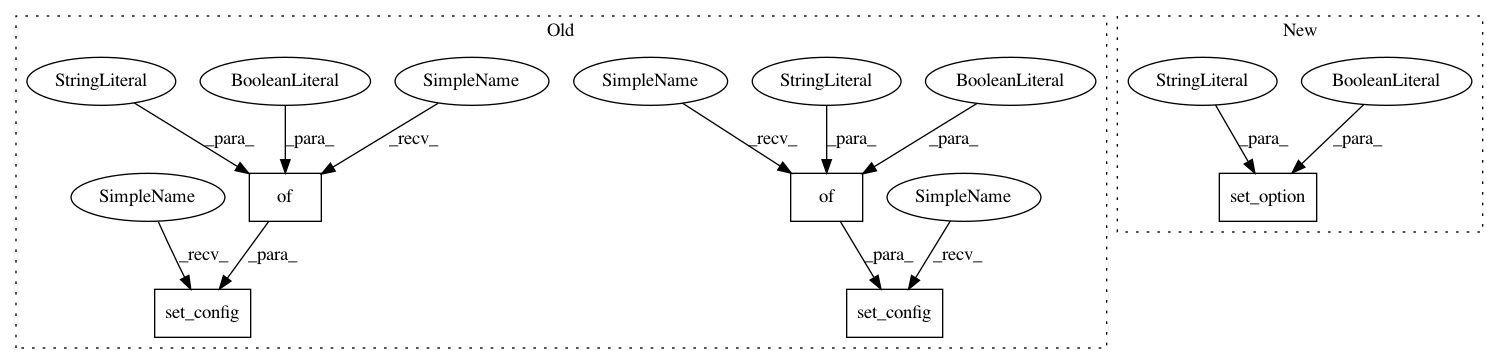 Old
New
StringLiteral
BooleanLiteral
SimpleName
SimpleName
StringLiteral
BooleanLiteral
StringLiteral
BooleanLiteral
_para_
_para_
_recv_
_recv_
_para_
_para_
_para_
_para_
SimpleName
of
of
SimpleName
set_option
_recv_
_para_
_para_
_recv_
set_config
set_config